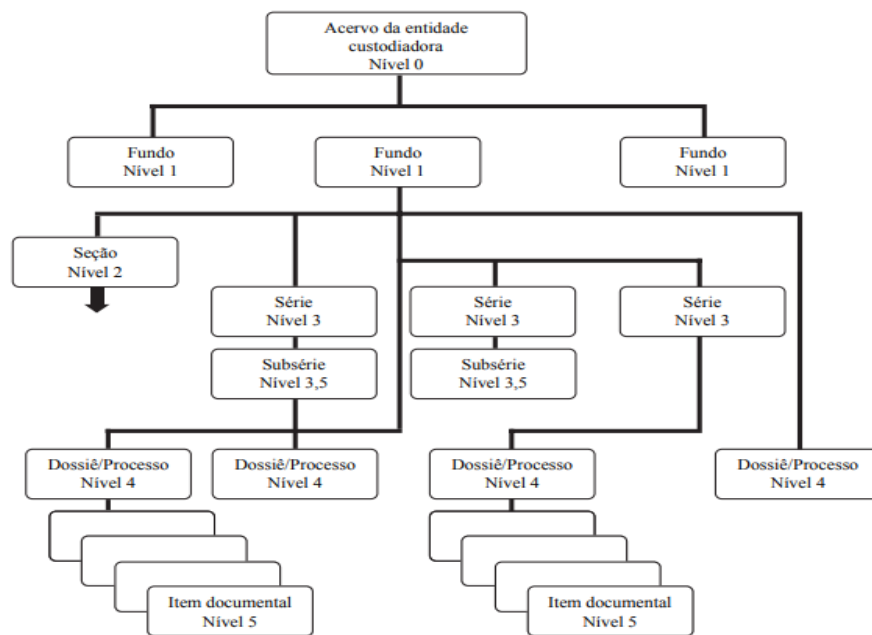 Acervo da entidade
custodiadora
Nível 0
Fundo
Nível 1
Fundo
Nível 1
Fundo
Nível 1
Seção
Nível 2
Série
Nível 3
Série
Nível 3
Série
Nível 3
Subsérie
Nível 3,5
Subsérie
Nível 3,5
Dossiê/Processo
Nível 4
Dossiê/Processo
Nível 4
Dossiê/Processo
Nível 4
Dossiê/Processo
Nível 4
Item documental
Nível 5
Item documental
Nível 5